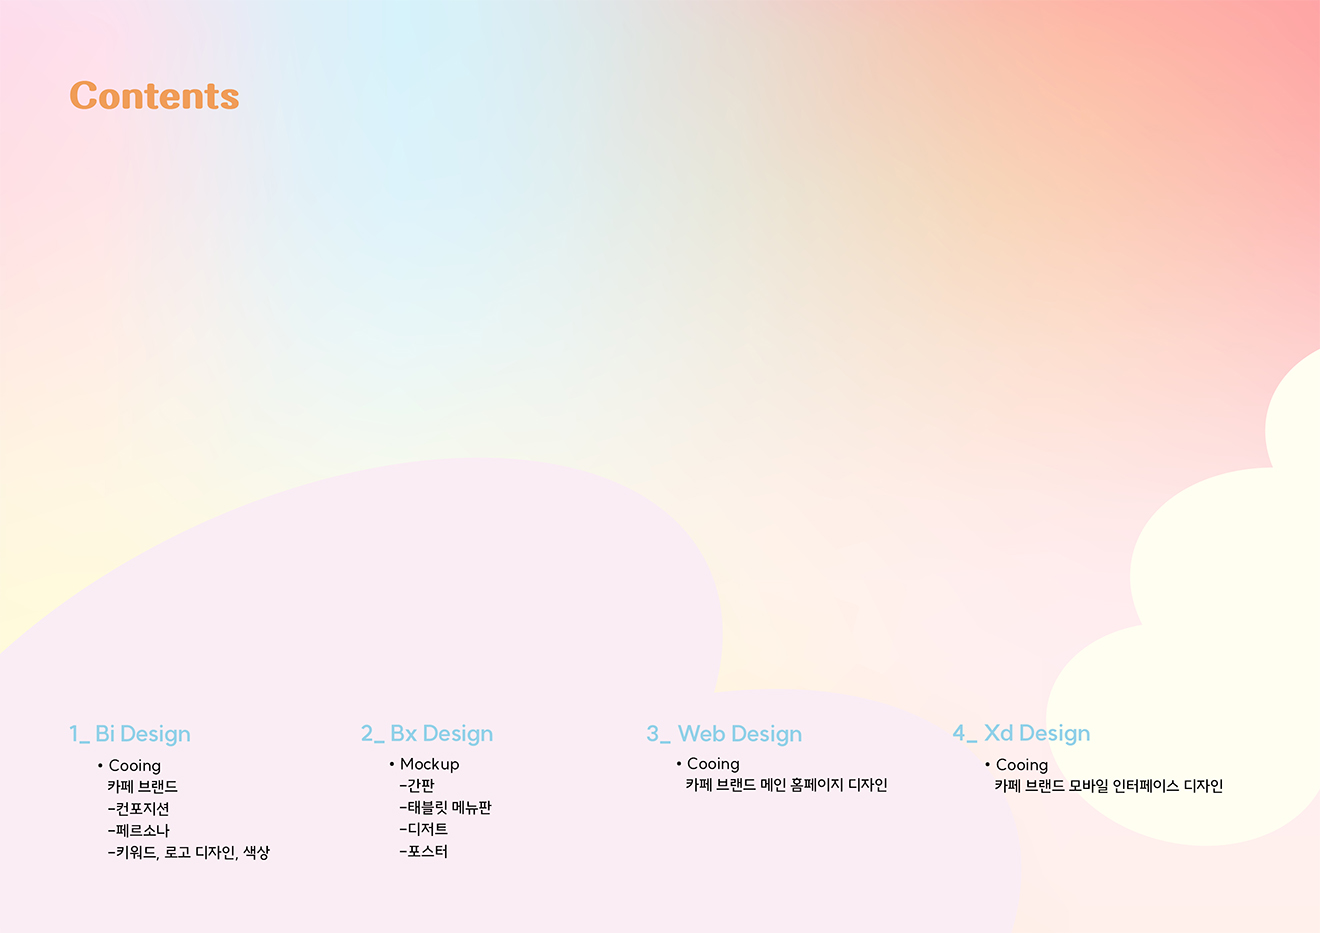 Contents
1_ Bi Design
• Cooing
카페 브랜드
-컨포지션
-페르소나
-키워드, 로고 디자인, 색상
2_ Bx Design
• Mockup
-간판
-태블릿 메뉴판
-디저트
-포스터
3_ Web Design
• Cooing
카페 브랜드 메인 홈페이지 디자인
4_ Xd Design
• Cooing
카페 브랜드 모바일 인터페이스 디자인